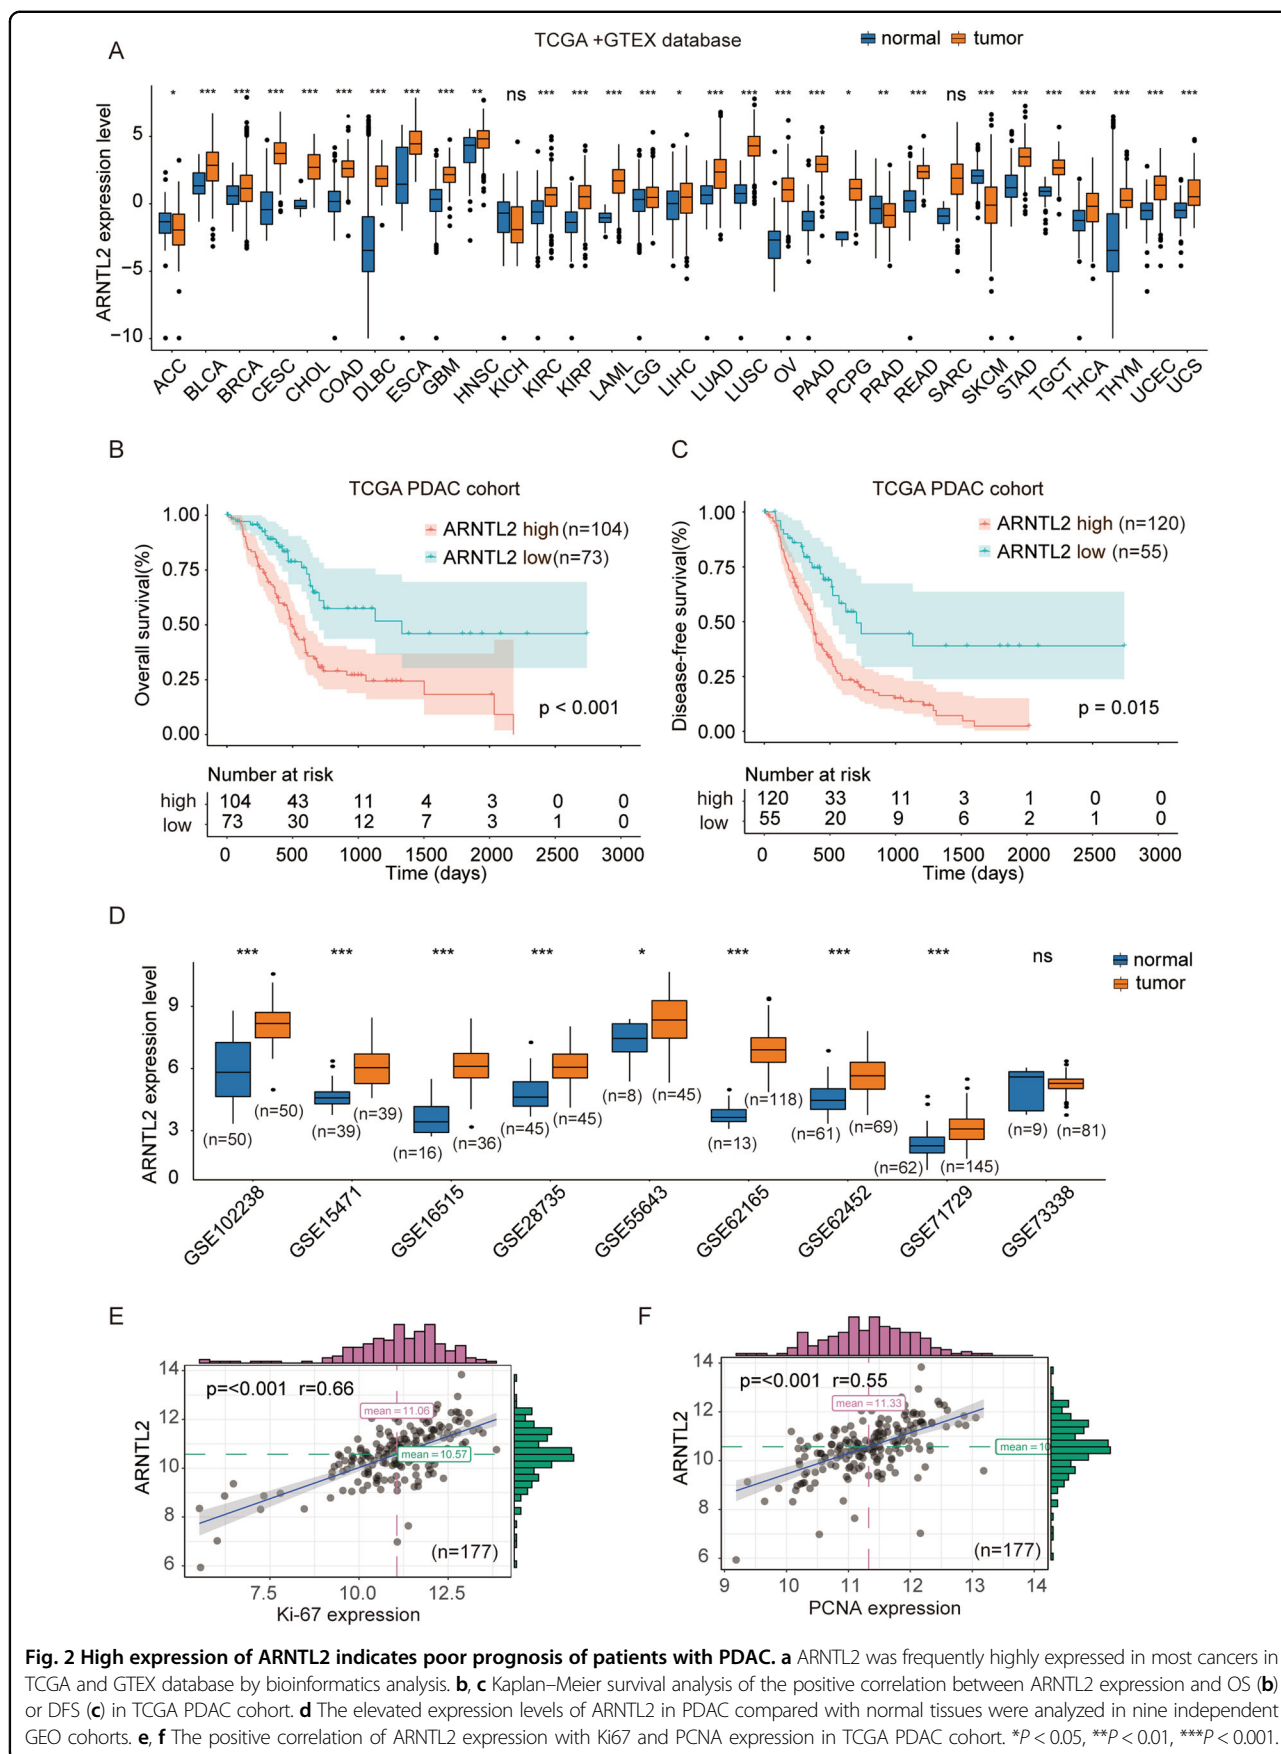 A
TCGA +GTEX database
normal
tumor
* *** *** *** *** *** *** *** *** ** ns *** *** *** *** * *** *** *** *** * ** *** ns *** *** *** *** *** *** ***
ARNTL2 expression level
5
0
−5
−10
ACC BLCA BRCA CESC CHOL COAD DLBC ESCA GBM HNSC KICH KIRC KIRP LAML LGG LIHC LUAD LUSC OV PAAD PCPG PRAD READ SARC SKCM STAD TGCT THCA THYM UCEC UCS
B
TCGA PDAC cohort
ARNTL2 high (n=104)
ARNTL2 low (n=73)
Overall survival(%)
1.00
0.75
0.50
0.25
0.00
p < 0.001
Number at risk
high 104 43 11 4 3 0 0
low 73 30 12 7 3 1 0
0 500 1000 1500 2000 2500 3000
Time (days)
C
TCGA PDAC cohort
ARNTL2 high (n=120)
ARNTL2 low (n=55)
Disease-free survival(%)
1.00
0.75
0.50
0.25
0.00
p = 0.015
Number at risk
high 120 33 11 3 1 0 0
low 55 20 9 6 2 1 0
0 500 1000 1500 2000 2500 3000
Time (days)
D
*** *** *** *** * *** *** *** ns
normal
tumor
ARNTL2 expression level
9
6
3
0
(n=50) (n=50) (n=39) (n=39) (n=16) (n=36) (n=45) (n=45) (n=8) (n=45) (n=13) (n=118) (n=61) (n=69) (n=62) (n=145) (n=9) (n=81)
GSE102238 GSE15471 GSE16515 GSE28735 GSE55643 GSE62165 GSE62452 GSE71729 GSE73338
E
p=<0.001 r=0.66
mean = 11.06
mean = 10.57
ARNTL2
14
12
10
8
6
(n=177)
7.5 10.0 12.5
Ki-67 expression
F
p=<0.001 r=0.55
mean = 11.33
mean = 10
ARNTL2
14
12
10
8
6
(n=177)
9 10 11 12 13 14
PCNA expression
Fig. 2 High expression of ARNTL2 indicates poor prognosis of patients with PDAC. a ARNTL2 was frequently highly expressed in most cancers in
TCGA and GTEX database by bioinformatics analysis. b, c Kaplan–Meier survival analysis of the positive correlation between ARNTL2 expression and OS (b)
or DFS (c) in TCGA PDAC cohort. d The elevated expression levels of ARNTL2 in PDAC compared with normal tissues were analyzed in nine independent
GEO cohorts. e, f The positive correlation of ARNTL2 expression with Ki67 and PCNA expression in TCGA PDAC cohort. *P < 0.05, **P < 0.01, ***P < 0.001.